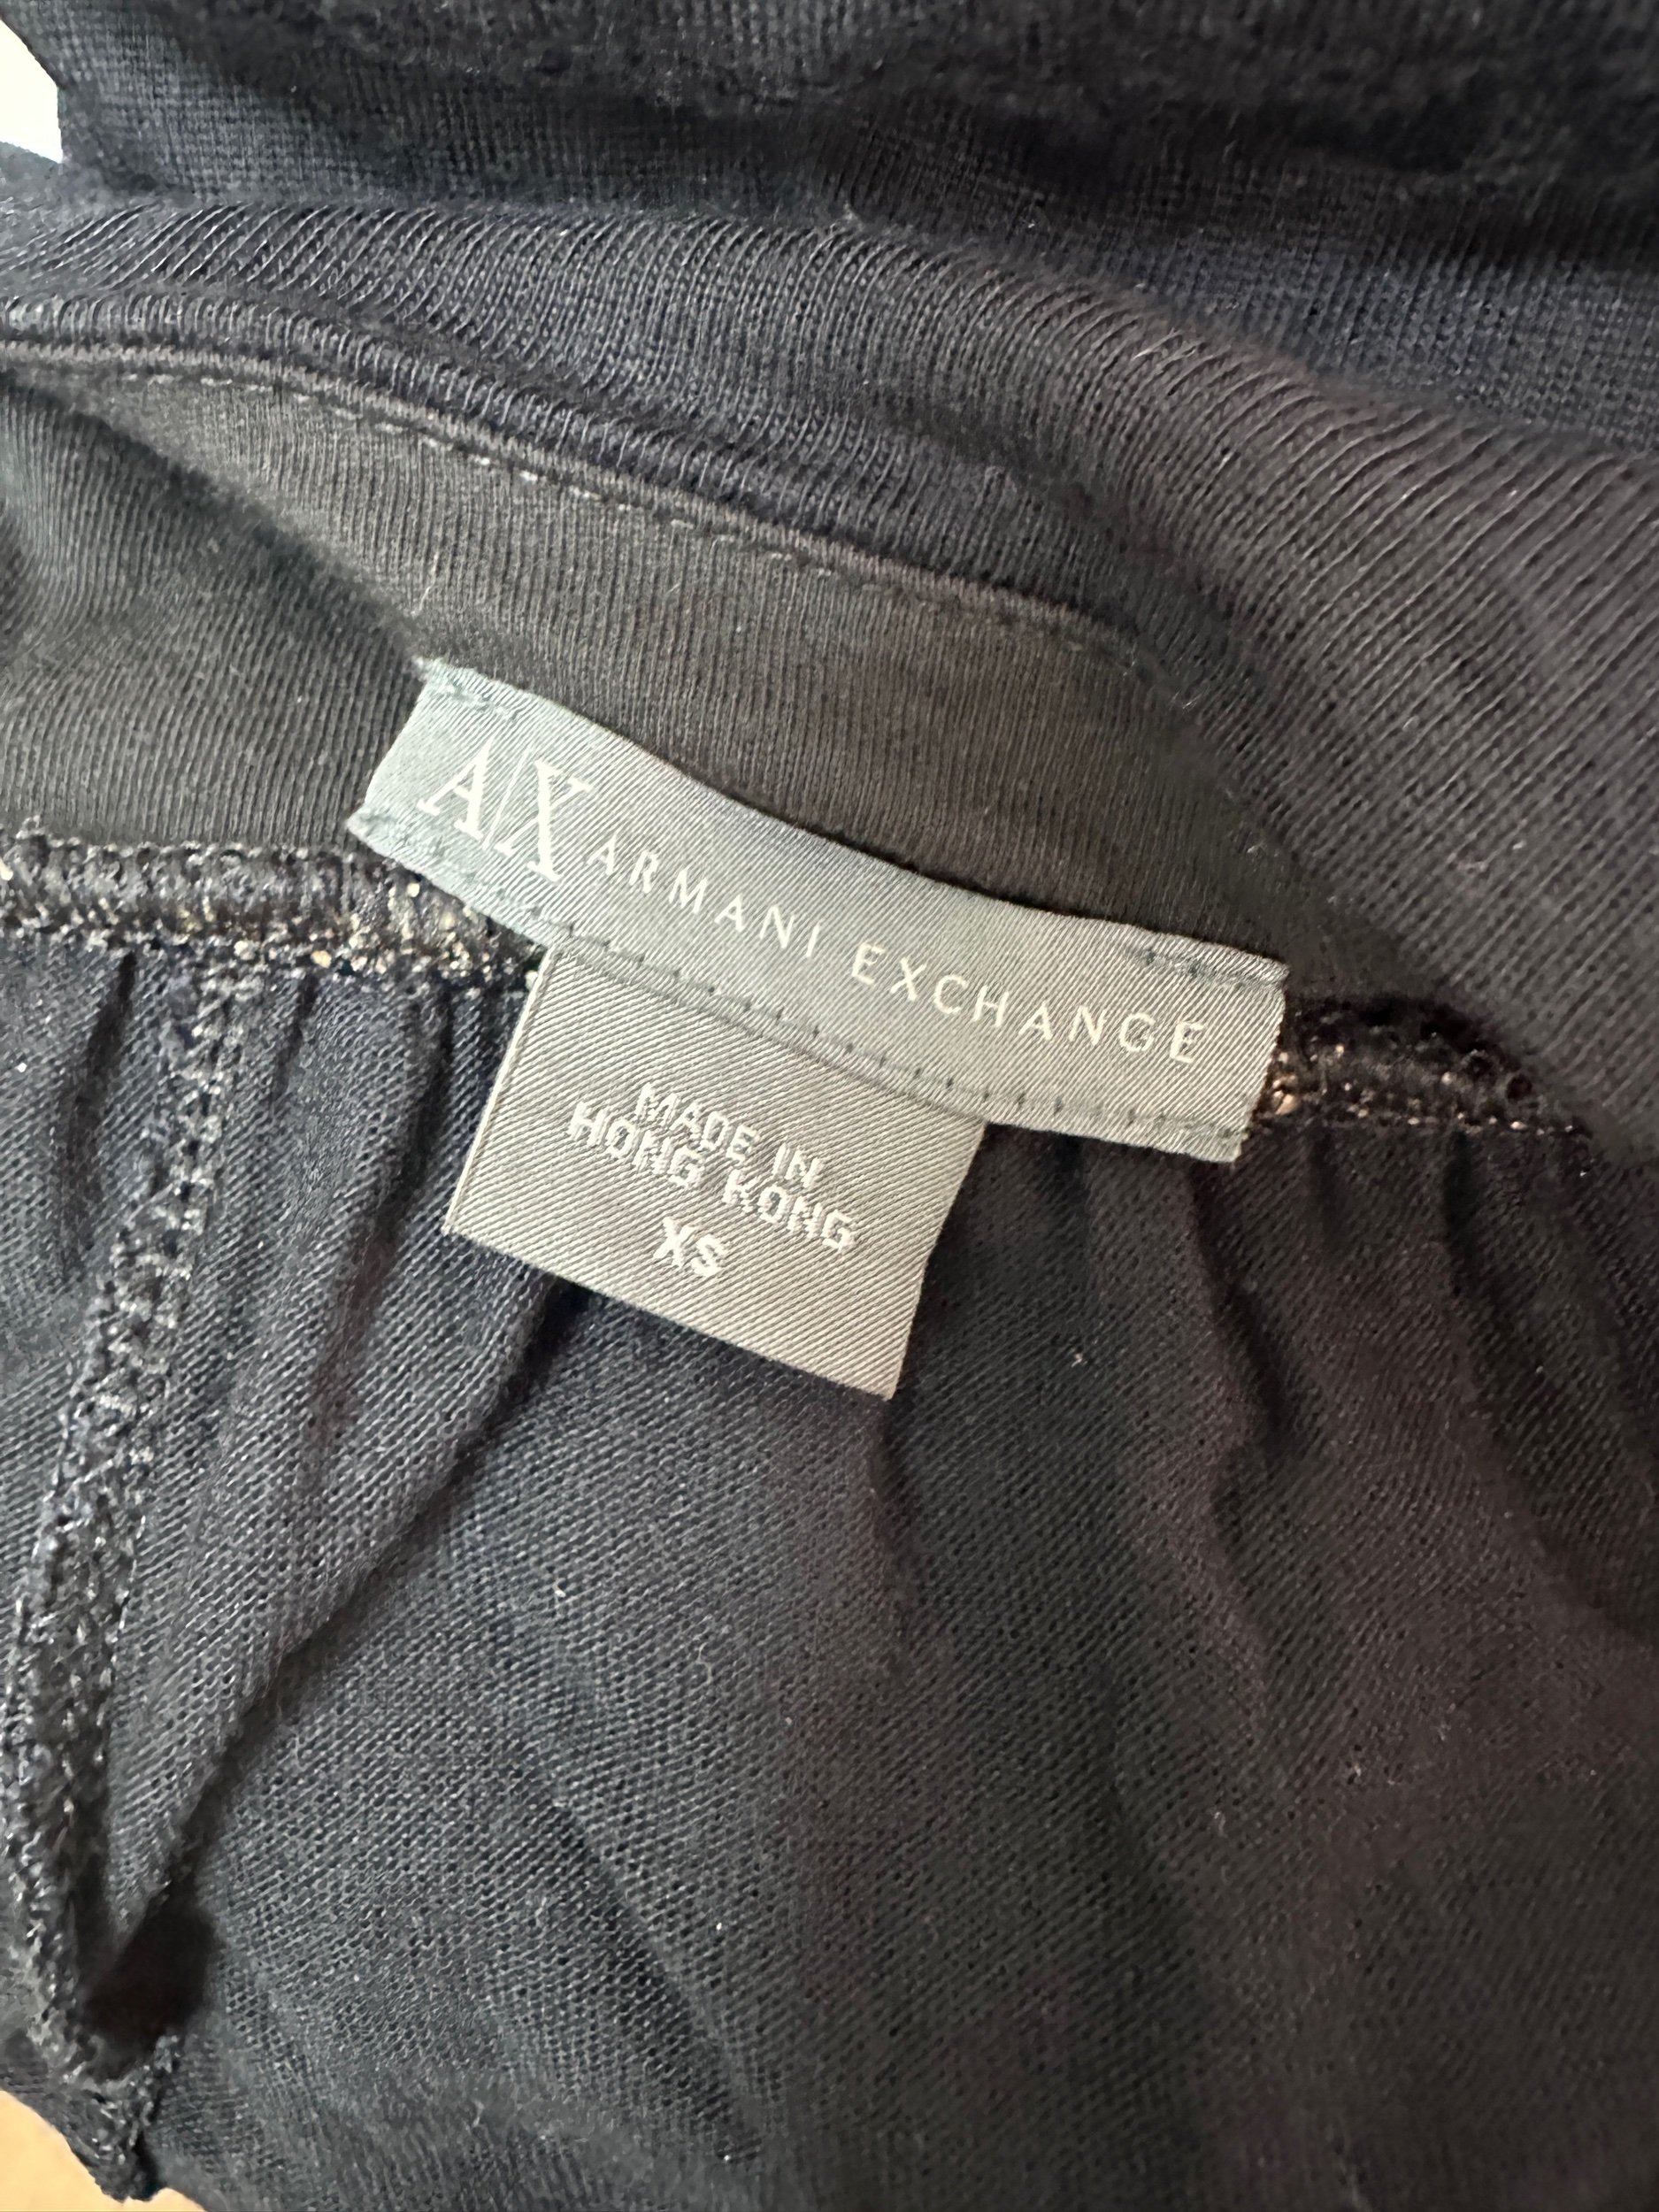 A|X ARMANI EXCHANGE
MADE IN
HONG KONG
XS